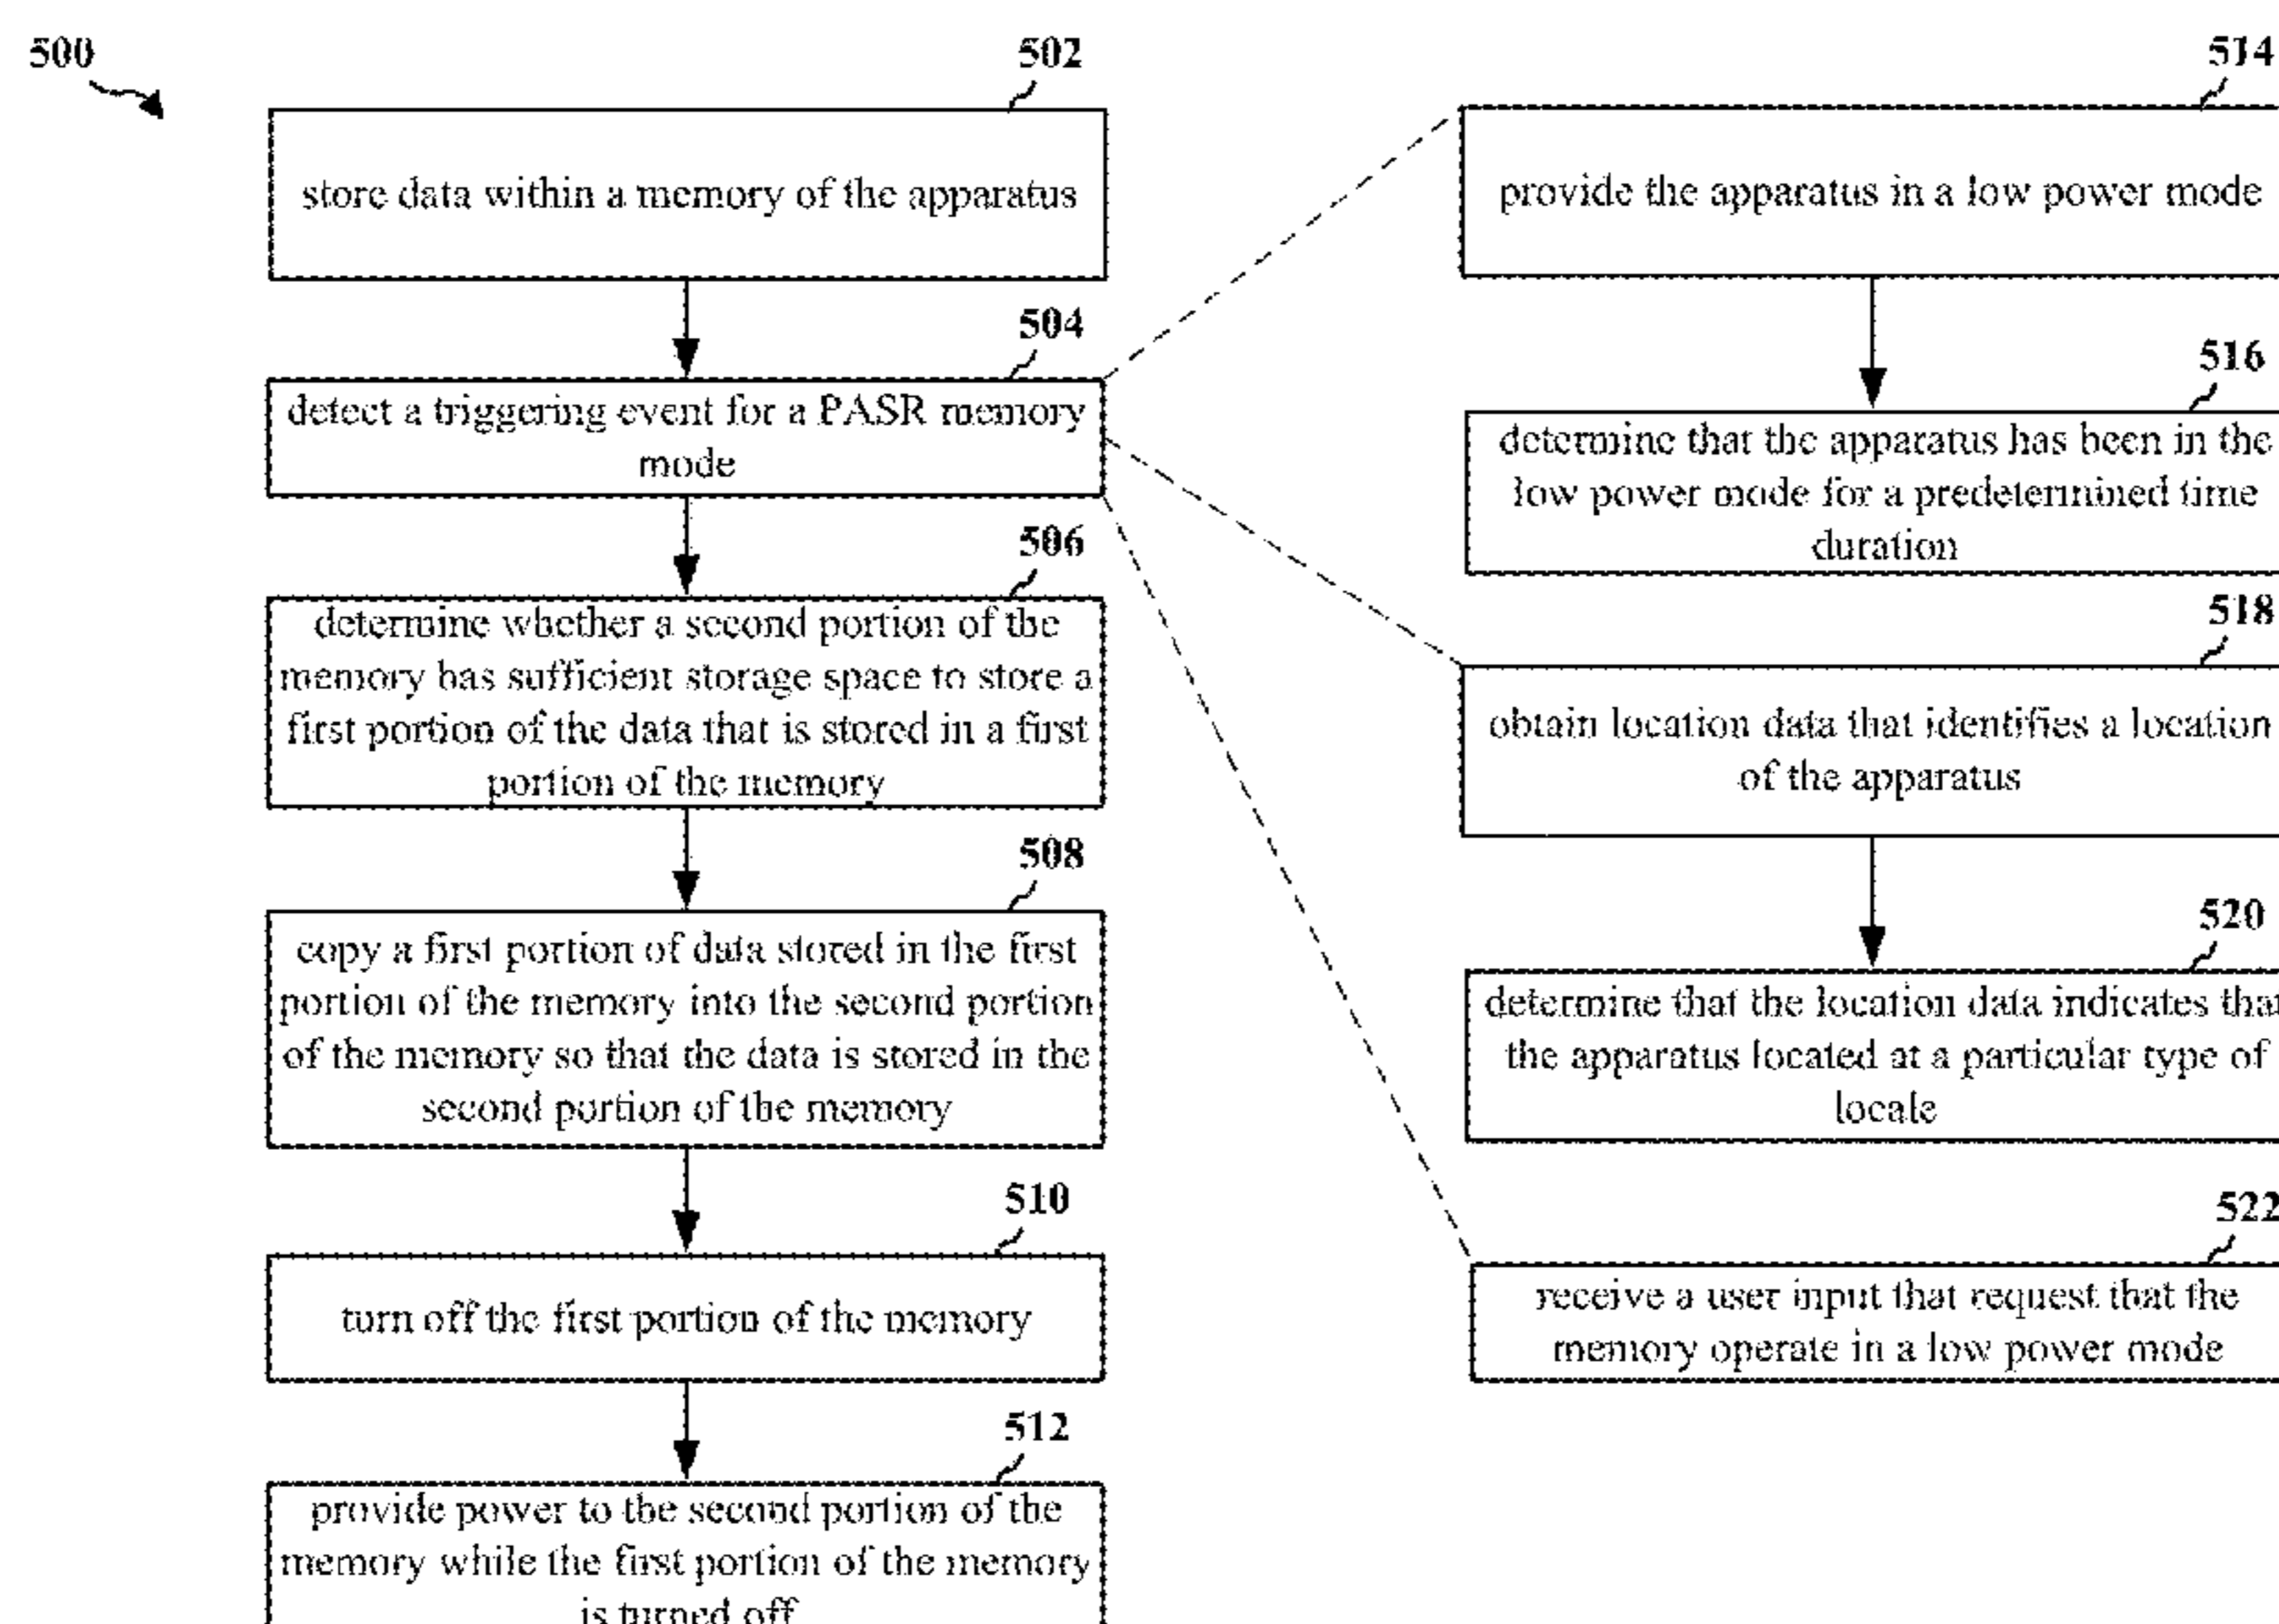 500
502
store data within a memory of the apparatus
504
detect a triggering event for a PASR memory
mode
506
determine whether a second portion of the
memory has sufficient storage space to store a
first portion of the data that is stored in a first
portion of the memory
508
copy a first portion of data stored in the first
portion of the memory into the second portion
of the memory so that the data is stored in the
second portion of the memory
510
turn off the first portion of the memory
512
provide power to the second portion of the
memory while the first portion of the memory
is turned off
514
provide the apparatus in a low power mode
516
determine that the apparatus has been in the
low power mode for a predetermined time
duration
518
obtain location data that identifies a location
of the apparatus
520
determine that the location data indicates that
the apparatus located at a particular type of
locale
522
receive a user input that request that the
memory operate in a low power mode